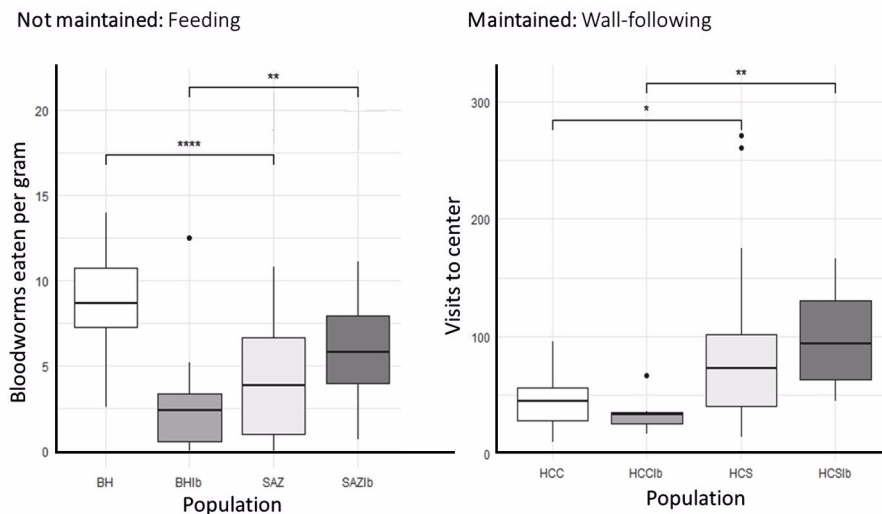 Not maintained: Feeding
Bloodworms eaten per gram
20
15
10
5
0
****
**
BH
BHIb
SAZ
SAZIb
Population
Maintained: Wall-following
Visits to center
300
200
100
0
*
**
HCC
HCCIb
HCS
HCSIb
Population